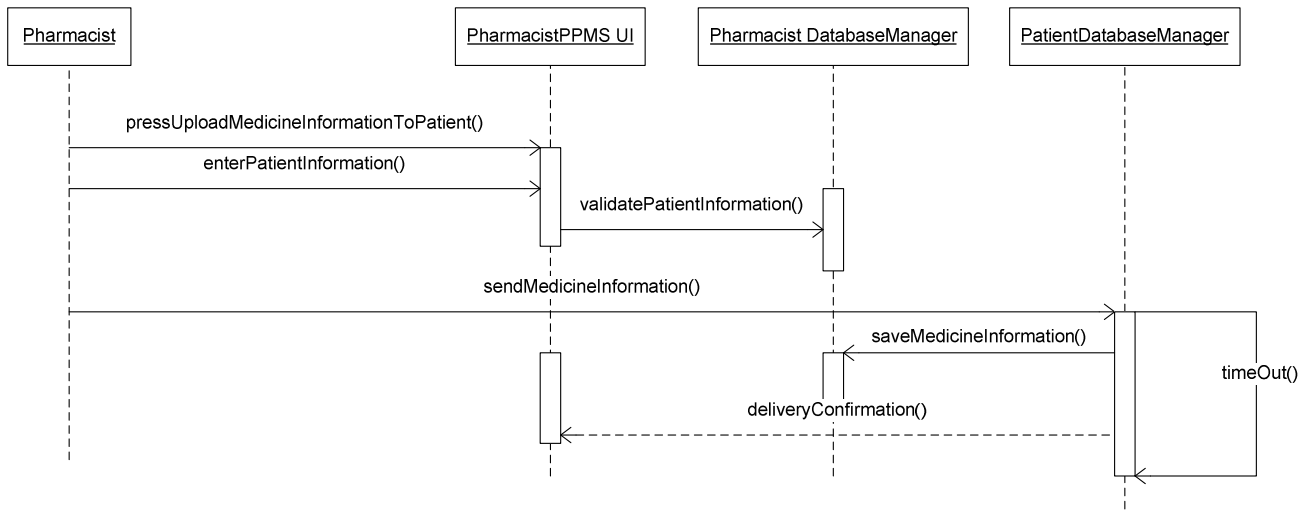 Pharmacist
PharmacistPPMS UI
Pharmacist DatabaseManager
PatientDatabaseManager
pressUploadMedicineInformationToPatient()
enterPatientInformation()
validatePatientInformation()
sendMedicineInformation()
saveMedicineInformation()
timeOut()
deliveryConfirmation()